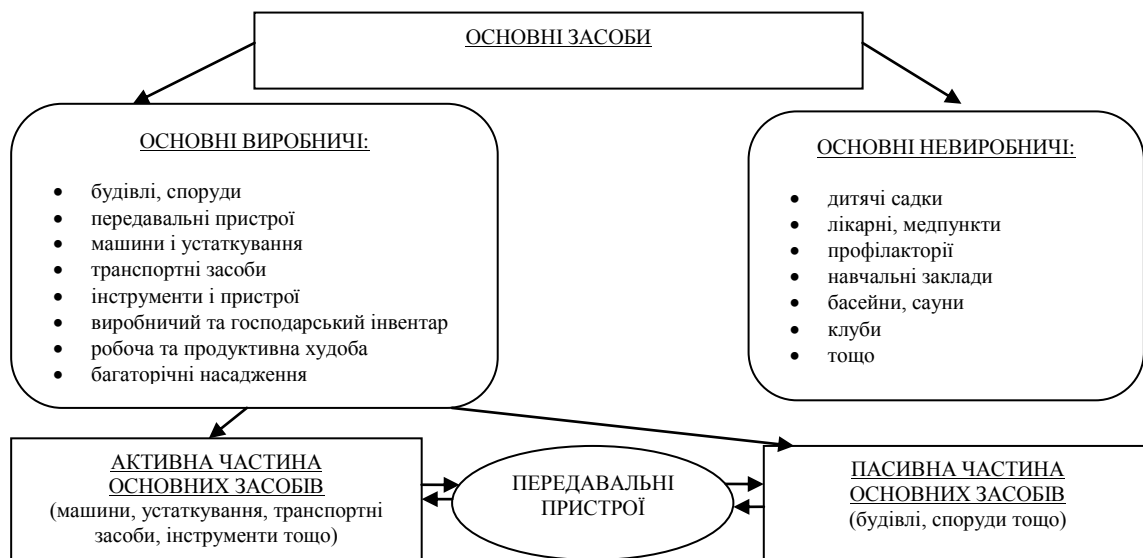 ОСНОВНІ ЗАСОБИ
ОСНОВНІ ВИРОБНИЧІ:
• будівлі, споруди
• передавальні пристрої
• машини і устаткування
• транспортні засоби
• інструменти і пристрої
• виробничий та господарський інвентар
• робоча та продуктивна худоба
• багаторічні насадження
ОСНОВНІ НЕВИРОБНИЧІ:
• дитячі садки
• лікарні, медпункти
• профілакторії
• навчальні заклади
• басейни, сауни
• клуби
• тощо
АКТИВНА ЧАСТИНА
ОСНОВНИХ ЗАСОБІВ
(машини, устаткування, транспортні
засоби, інструменти тощо)
ПЕРЕДАВАЛЬНІ
ПРИСТРОЇ
ПАСИВНА ЧАСТИНА
ОСНОВНИХ ЗАСОБІВ
(будівлі, споруди тощо)